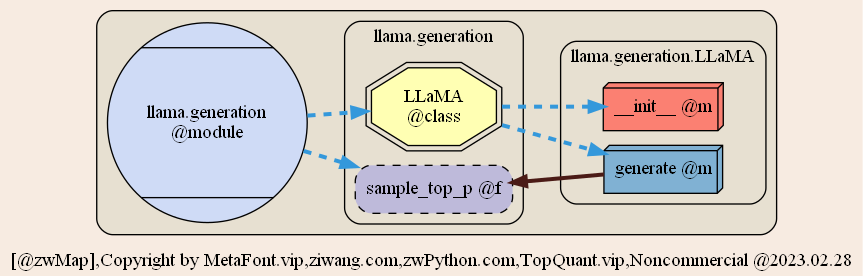 llama.generation
@module
llama.generation
LLaMA
@class
sample_top_p @f
llama.generation.LLaMA
__init__ @m
generate @m
[@zwMap],Copyright by MetaFont.vip,ziwang.com,zwPython.com,TopQuant.vip,Noncommercial @2023.02.28